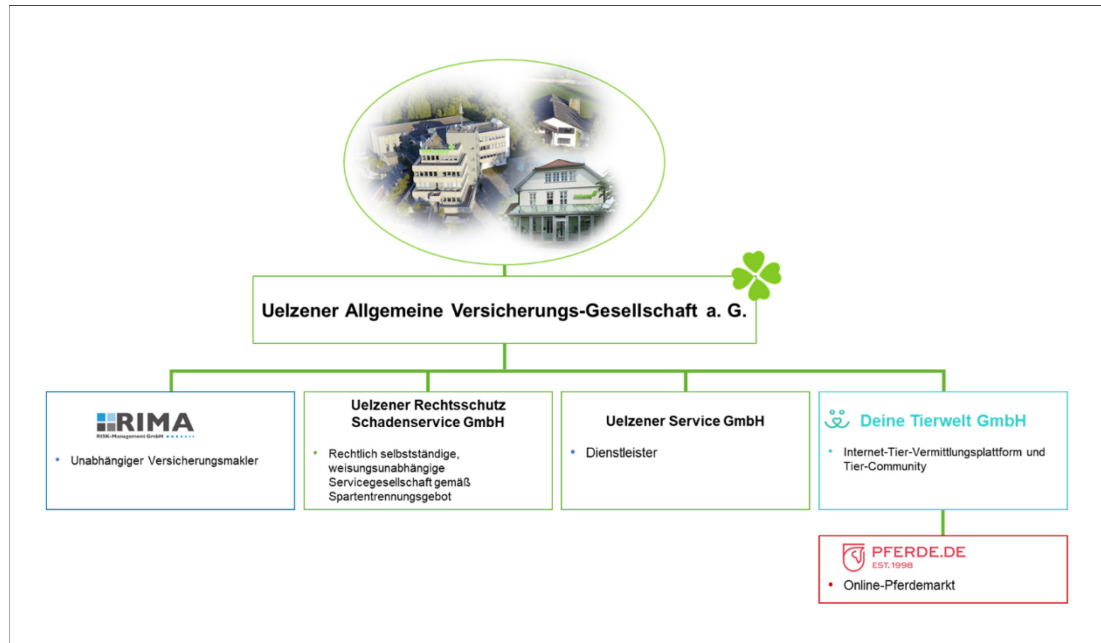 Uelzener Allgemeine Versicherungs-Gesellschaft a. G.
RIMA
RISK-Management GmbH
• Unabhängiger Versicherungsmakler
Uelzener Rechtsschutz
Schadenservice GmbH
• Rechtlich selbstständige,
weisungsunabhängige
Servicegesellschaft gemäß
Spartentrennungsgebot
Uelzener Service GmbH
• Dienstleister
Deine Tierwelt GmbH
• Internet-Tier-Vermittlungsplattform und
Tier-Community
PFERDE.DE
EST. 1998
• Online-Pferdemarkt